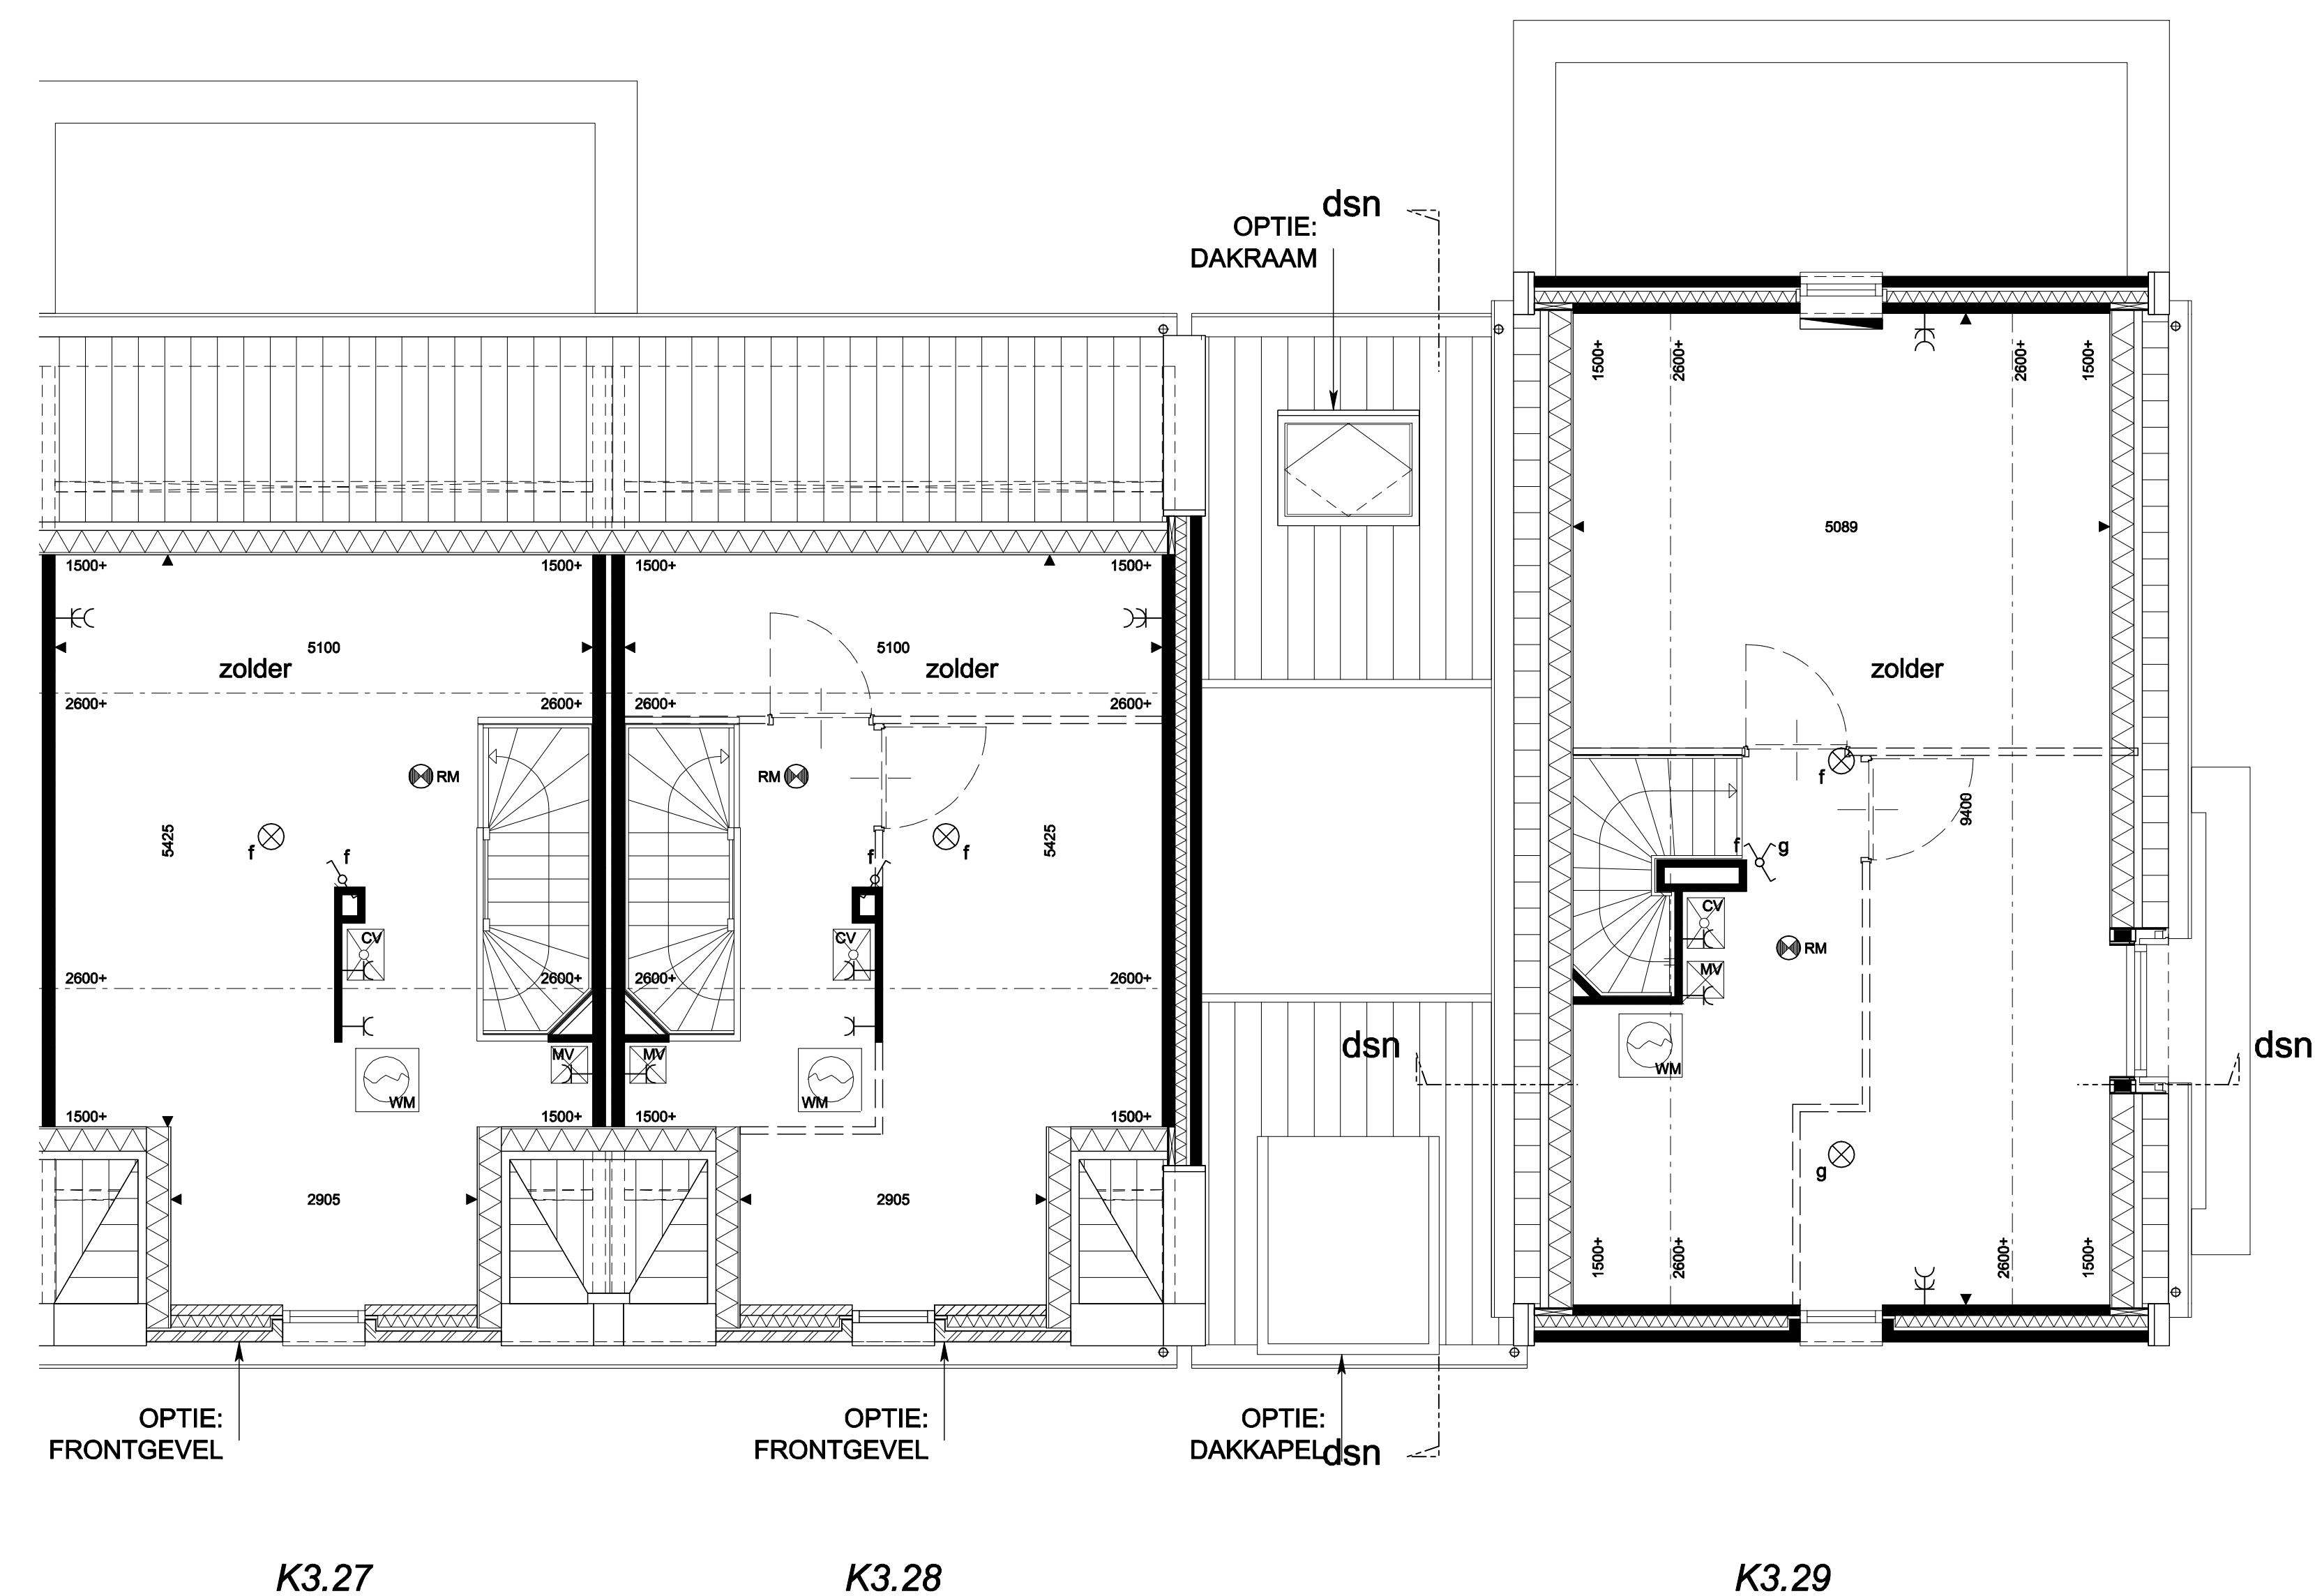 dsn
OPTIE:
DAKRAAM
1500+ 2600+ 2600+ 1500+
5089
1500+ 1500+ 1500+ 1500+
5100 5100
zolder zolder zolder
2600+ 2600+ 2600+ 2600+
RM RM
f
9400
5425 f f f f 5425
f g
CV
CV CV
RM
MV
2600+ 2600+ 2600+ 2600+
dsn dsn
MV MV
WM
WM WM
1500+ 1500+ 1500+ 1500+
g
2905 2905
1500+ 2600+ 2600+ 1500+
OPTIE: OPTIE: OPTIE:
FRONTGEVEL FRONTGEVEL DAKKAPEL dsn
K3.27 K3.28 K3.29